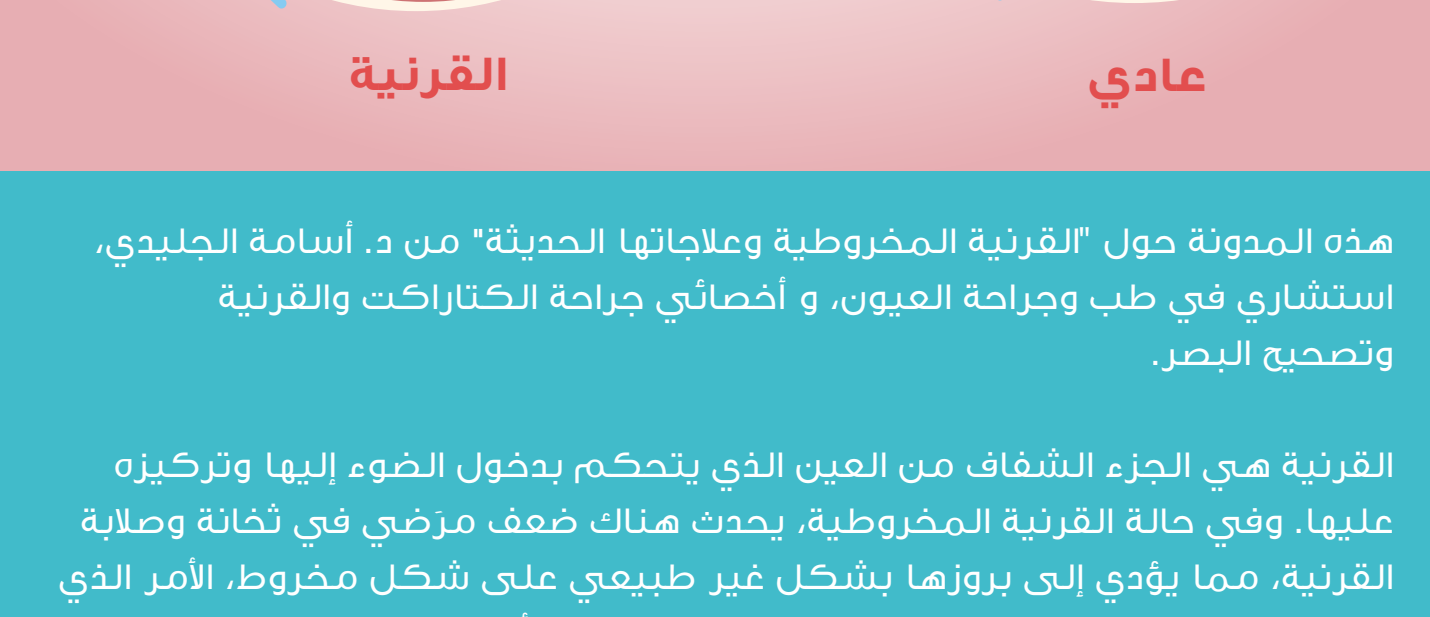 عادي
القرنية
هذه المدونة حول "القرنية المخروطية وعلاجاتها الحديثة" من د. أسامة الجليدي،
استشاري في طب وجراحة العيون، و أخصائي جراحة الكتاراكت والقرنية
وتصحيح البصر.
القرنية هي الجزء الشفاف من العين الذي يتحكم بدخول الضوء إليها وتركيزه
عليها. وفي حالة القرنية المخروطية، يحدث هناك ضعف مرَضي في ثخانة وصلابة
القرنية، مما يؤدي إلى بروزها بشكل غير طبيعي على شكل مخروط، الأمر الذي